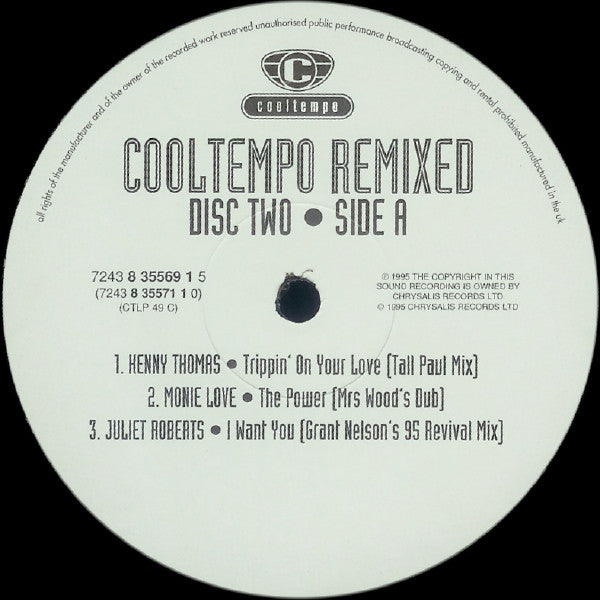 all rights of the manufacturer and of the owner of the recorded work reserved unauthorised public performance broadcasting copying and rental prohibited manufactured in the uk
C
cooltempo
COOLTEMPO REMIXED
DISC TWO • SIDE A
7243 8 35569 1 5
(7243 8 35571 1 0)
(CTLP 49 C)
℗ 1995 THE COPYRIGHT IN THIS
SOUND RECORDING IS OWNED BY
CHRYSALIS RECORDS LTD
© 1995 CHRYSALIS RECORDS LTD
1. KENNY THOMAS • Trippin' On Your Love (Tall Paul Mix)
2. MONIE LOVE • The Power (Mrs Wood's Dub)
3. JULIET ROBERTS • I Want You (Grant Nelson's 95 Revival Mix)